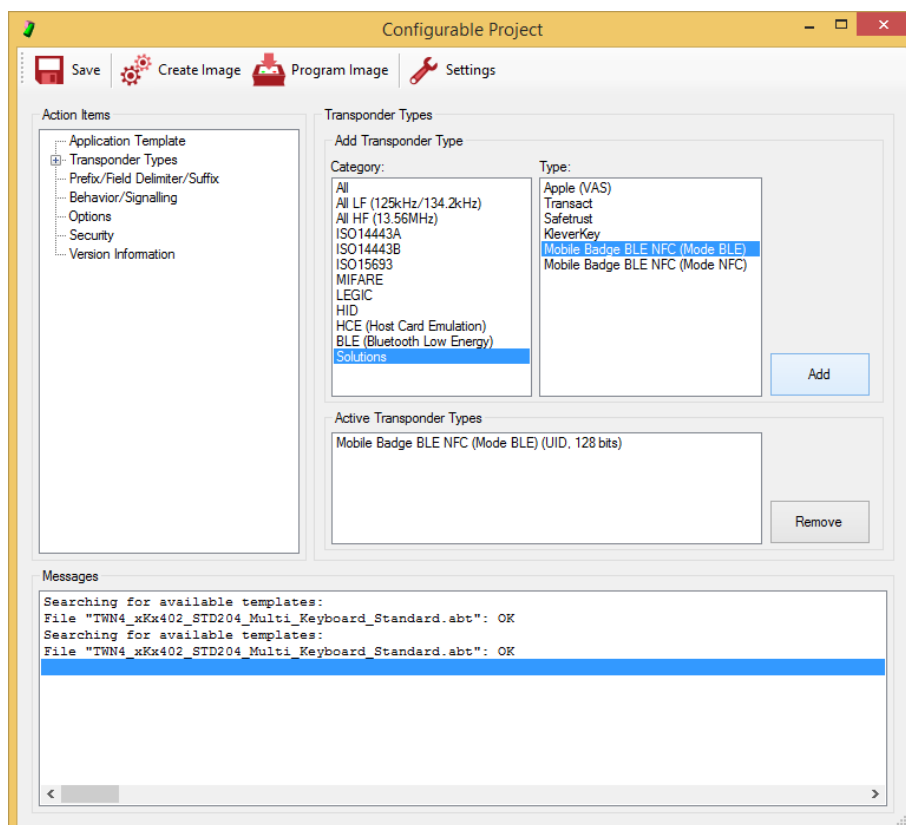 Configurable Project
Save Create Image Program Image Settings
Action Items
Application Template
Transponder Types
Prefix/Field Delimiter/Suffix
Behavior/Signalling
Options
Security
Version Information
Transponder Types
Add Transponder Type
Category:
All
All LF (125kHz/134.2kHz)
All HF (13.56MHz)
ISO14443A
ISO14443B
ISO15693
MIFARE
LEGIC
HID
HCE (Host Card Emulation)
BLE (Bluetooth Low Energy)
Solutions
Type:
Apple (VAS)
Transact
Safetrust
KleverKey
Mobile Badge BLE NFC (Mode BLE)
Mobile Badge BLE NFC (Mode NFC)
Add
Active Transponder Types
Mobile Badge BLE NFC (Mode BLE) (UID, 128 bits)
Remove
Messages
Searching for available templates:
File "TWN4_xKx402_STD204_Multi_Keyboard_Standard.abt": OK
Searching for available templates:
File "TWN4_xKx402_STD204_Multi_Keyboard_Standard.abt": OK